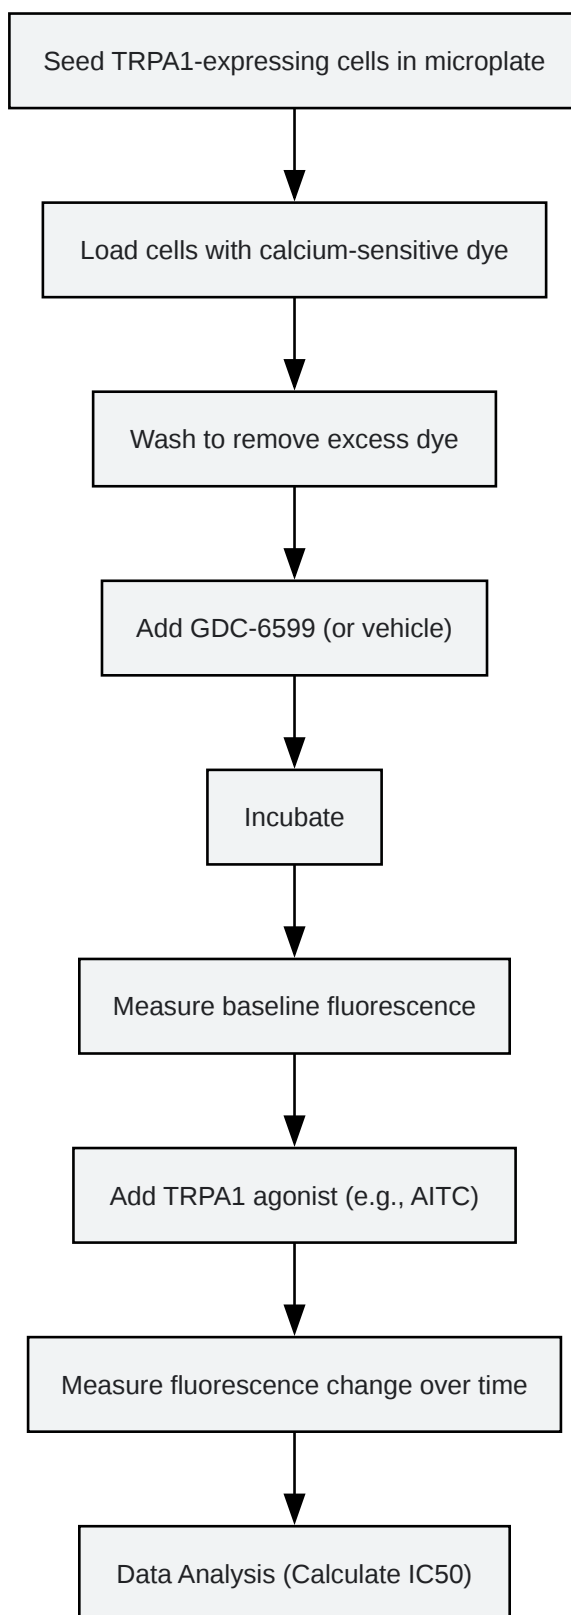 Seed TRPA1-expressing cells in microplate
Load cells with calcium-sensitive dye
Wash to remove excess dye
Add GDC-6599 (or vehicle)
Incubate
Measure baseline fluorescence
Add TRPA1 agonist (e.g., AITC)
Measure fluorescence change over time
Data Analysis (Calculate IC50)